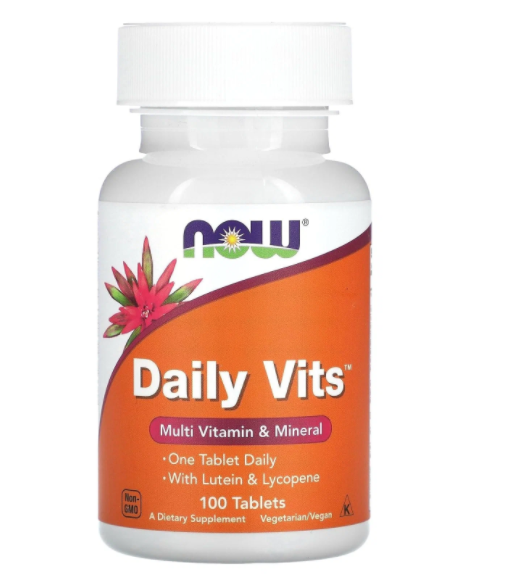 NOW®
Daily Vits™
Multi Vitamin & Mineral
•One Tablet Daily
•With Lutein & Lycopene
100 Tablets
Non-
GMO
A Dietary Supplement Vegetarian/Vegan
K